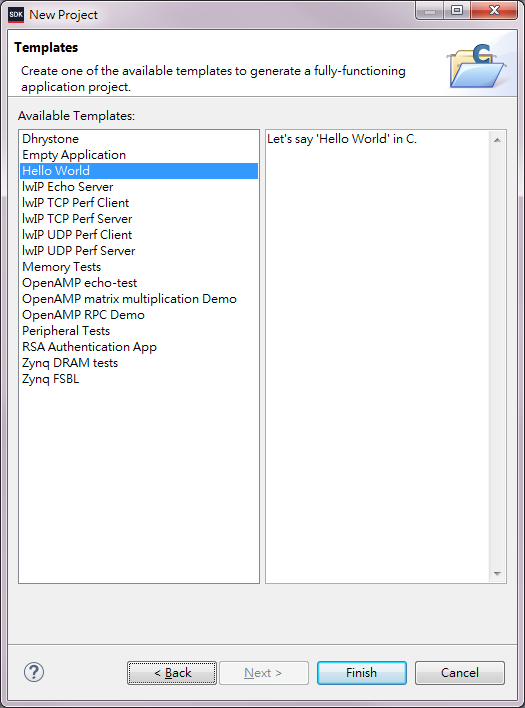 SDK New Project
Templates
Create one of the available templates to generate a fully-functioning
application project.
C
Available Templates:
Dhrystone
Empty Application
Hello World
lwIP Echo Server
lwIP TCP Perf Client
lwIP TCP Perf Server
lwIP UDP Perf Client
lwIP UDP Perf Server
Memory Tests
OpenAMP echo-test
OpenAMP matrix multiplication Demo
OpenAMP RPC Demo
Peripheral Tests
RSA Authentication App
Zynq DRAM tests
Zynq FSBL
Let's say 'Hello World' in C.
?
< Back
Next >
Finish
Cancel